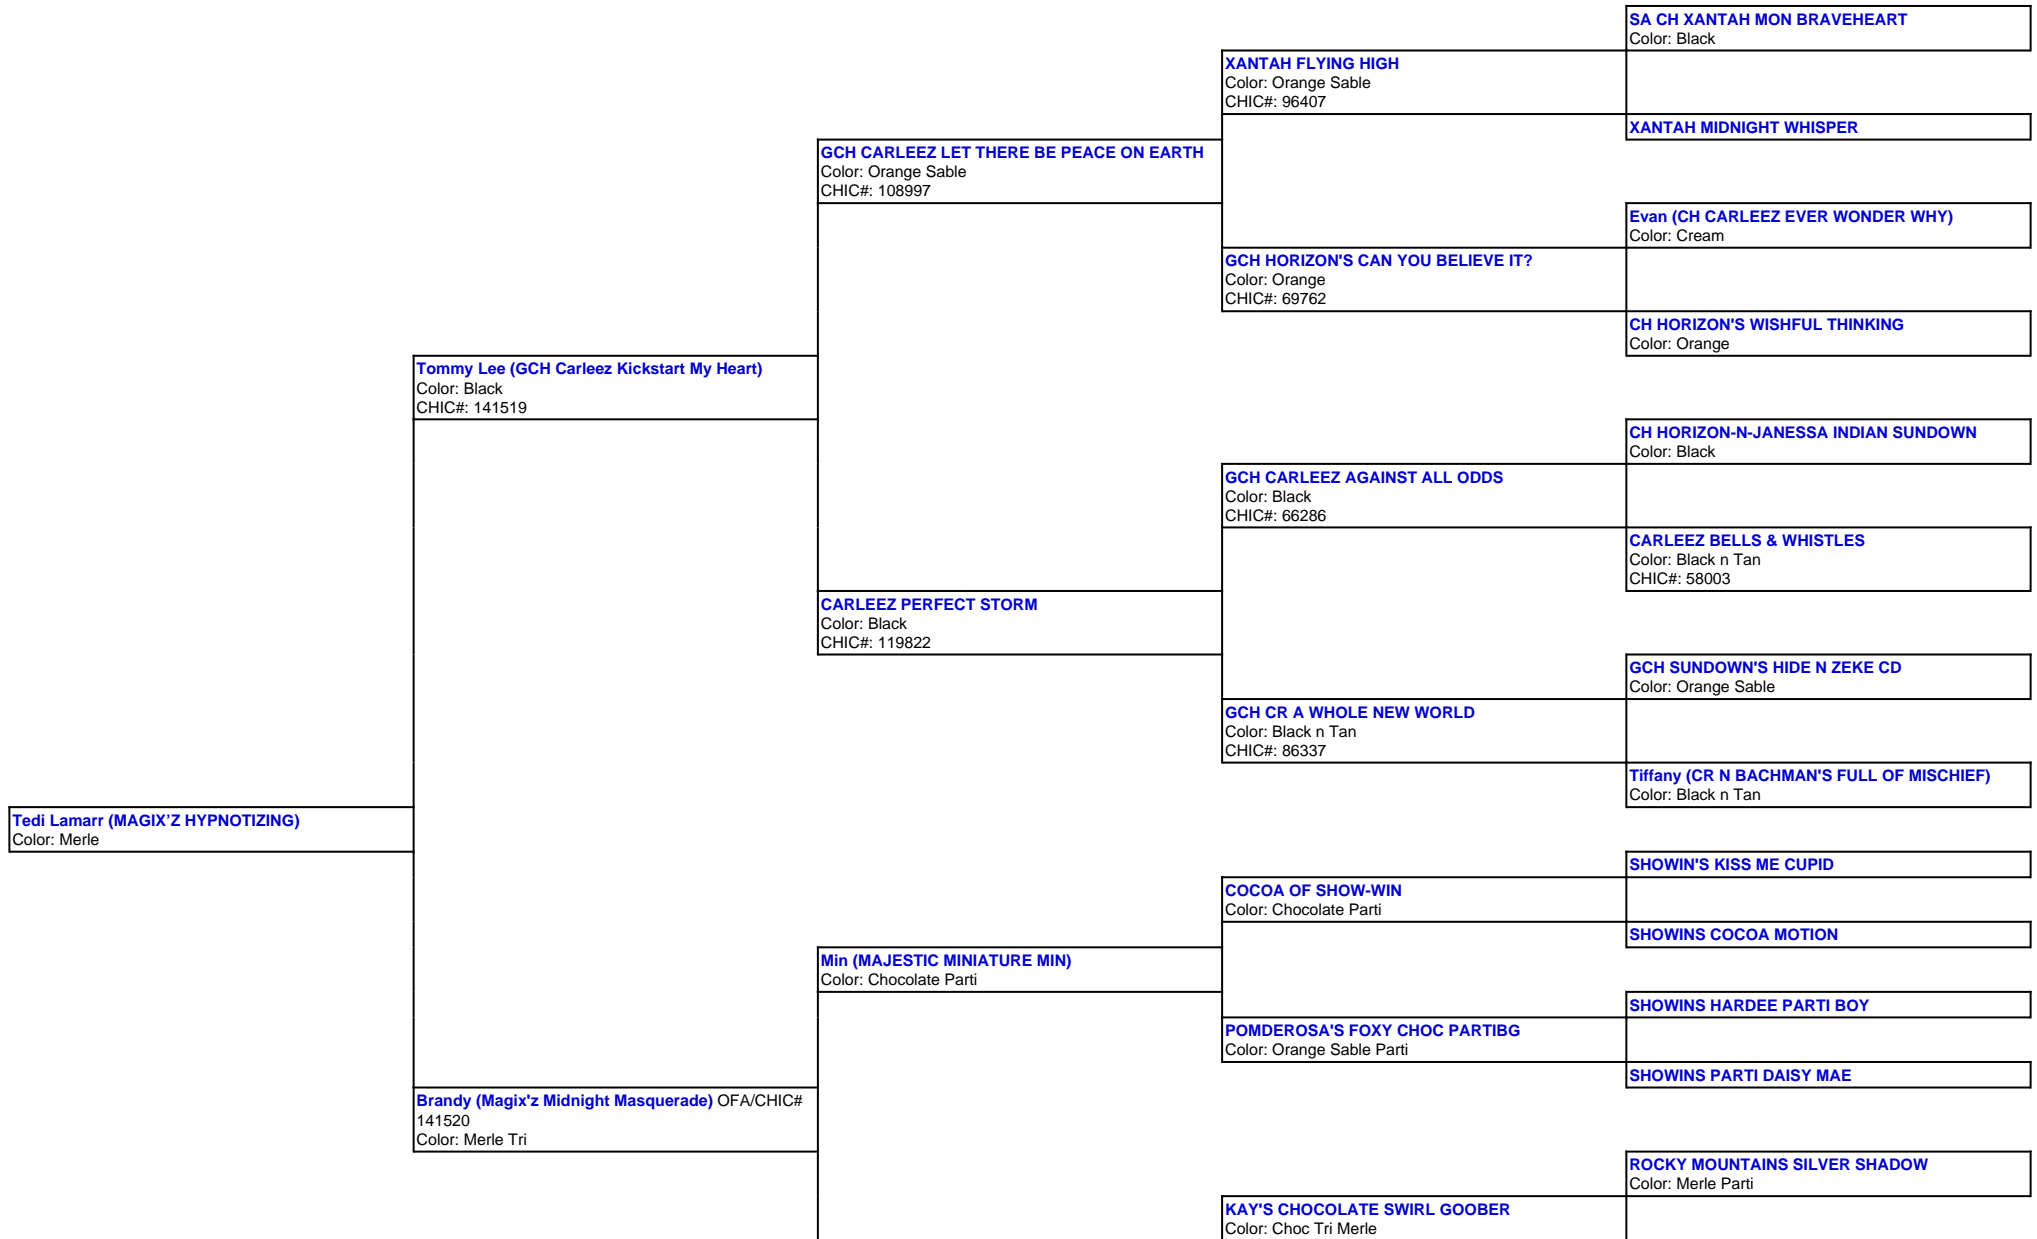 SA CH XANTAH MON BRAVEHEART
Color: Black
XANTAH FLYING HIGH
Color: Orange Sable
CHIC#: 96407
XANTAH MIDNIGHT WHISPER
GCH CARLEEZ LET THERE BE PEACE ON EARTH
Color: Orange Sable
CHIC#: 108997
Evan (CH CARLEEZ EVER WONDER WHY)
Color: Cream
GCH HORIZON'S CAN YOU BELIEVE IT?
Color: Orange
CHIC#: 69762
CH HORIZON'S WISHFUL THINKING
Color: Orange
Tommy Lee (GCH Carleez Kickstart My Heart)
Color: Black
CHIC#: 141519
CH HORIZON-N-JANESSA INDIAN SUNDOWN
Color: Black
GCH CARLEEZ AGAINST ALL ODDS
Color: Black
CHIC#: 66286
CARLEEZ BELLS & WHISTLES
Color: Black n Tan
CHIC#: 58003
CARLEEZ PERFECT STORM
Color: Black
CHIC#: 119822
GCH SUNDOWN'S HIDE N ZEKE CD
Color: Orange Sable
GCH CR A WHOLE NEW WORLD
Color: Black n Tan
CHIC#: 86337
Tiffany (CR N BACHMAN'S FULL OF MISCHIEF)
Color: Black n Tan
Tedi Lamarr (MAGIX’Z HYPNOTIZING)
Color: Merle
SHOWIN'S KISS ME CUPID
COCOA OF SHOW-WIN
Color: Chocolate Parti
SHOWINS COCOA MOTION
Min (MAJESTIC MINIATURE MIN)
Color: Chocolate Parti
SHOWINS HARDEE PARTI BOY
POMDEROSA'S FOXY CHOC PARTIBG
Color: Orange Sable Parti
SHOWINS PARTI DAISY MAE
Brandy (Magix'z Midnight Masquerade) OFA/CHIC#
141520
Color: Merle Tri
ROCKY MOUNTAINS SILVER SHADOW
Color: Merle Parti
KAY'S CHOCOLATE SWIRL GOOBER
Color: Choc Tri Merle